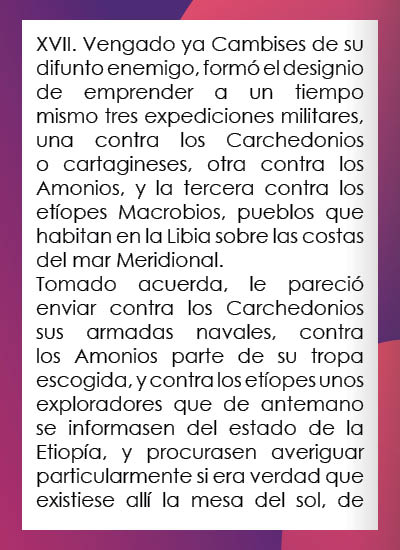 XVII. Vengado ya Cambises de su
difunto enemigo, formó el designio
de emprender a un tiempo
mismo tres expediciones militares,
una contra los Carchedonios
o cartagineses, otra contra los
Amonios, y la tercera contra los
etíopes Macrobios, pueblos que
habitan en la Libia sobre las costas
del mar Meridional.
Tomado acuerda, le pareció
enviar contra los Carchedonios
sus armadas navales, contra
los Amonios parte de su tropa
escogida, y contra los etíopes unos
exploradores que de antemano
se informasen del estado de la
Etiopía, y procurasen averiguar
particularmente si era verdad que
existiese allí la mesa del sol, de